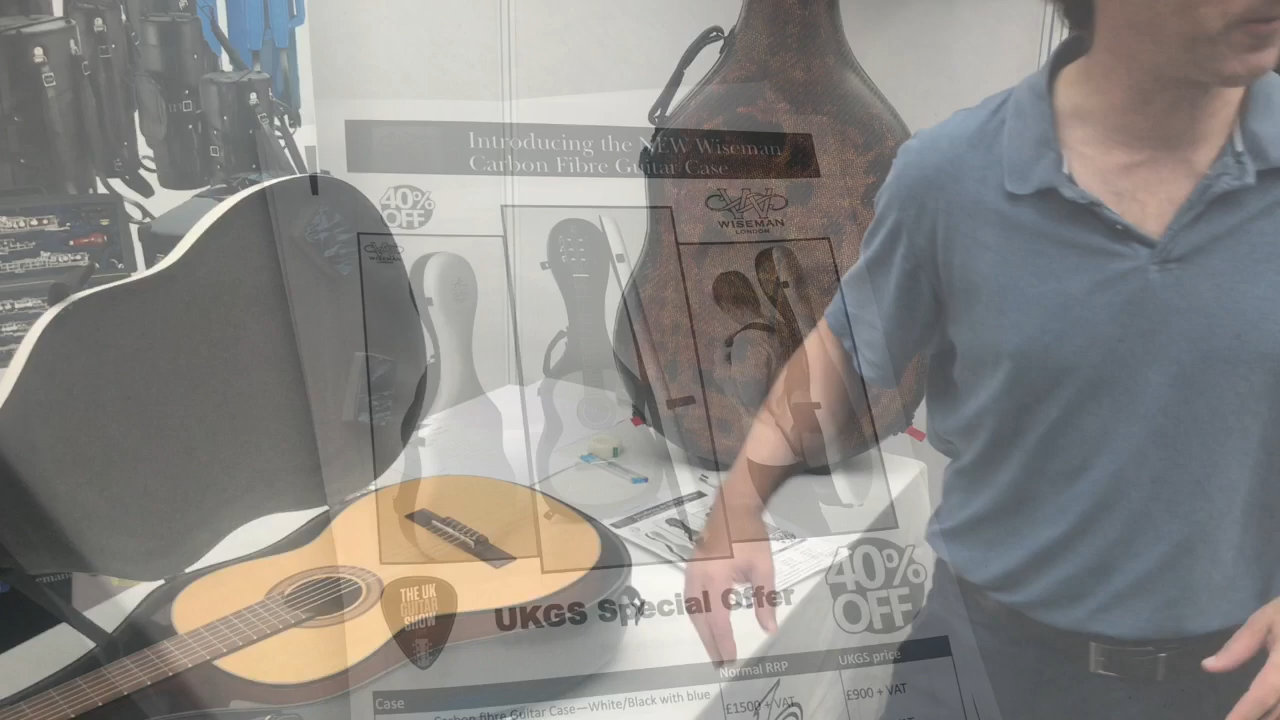 Introducing the NEW Wiseman
Carbon Fibre Guitar Case
40%
OFF
WISEMAN
LONDON
WISEMAN
THE UK
GUITAR
SHOW
UKGS Special Offer
40%
OFF
Case
Normal RRP
UKGS price
Carbon fibre Guitar Case—White/Black with blue
£1500 + VAT
£900 + VAT